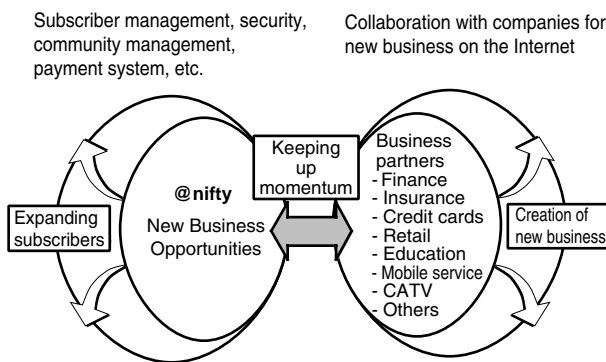 Subscriber management, security,
community management,
payment system, etc.
Collaboration with companies for
new business on the Internet
Keeping
up
momentum
@nifty
New Business
Opportunities
Expanding
subscribers
Business
partners
- Finance
- Insurance
- Credit cards
- Retail
- Education
- Mobile service
- CATV
- Others
Creation of
new business